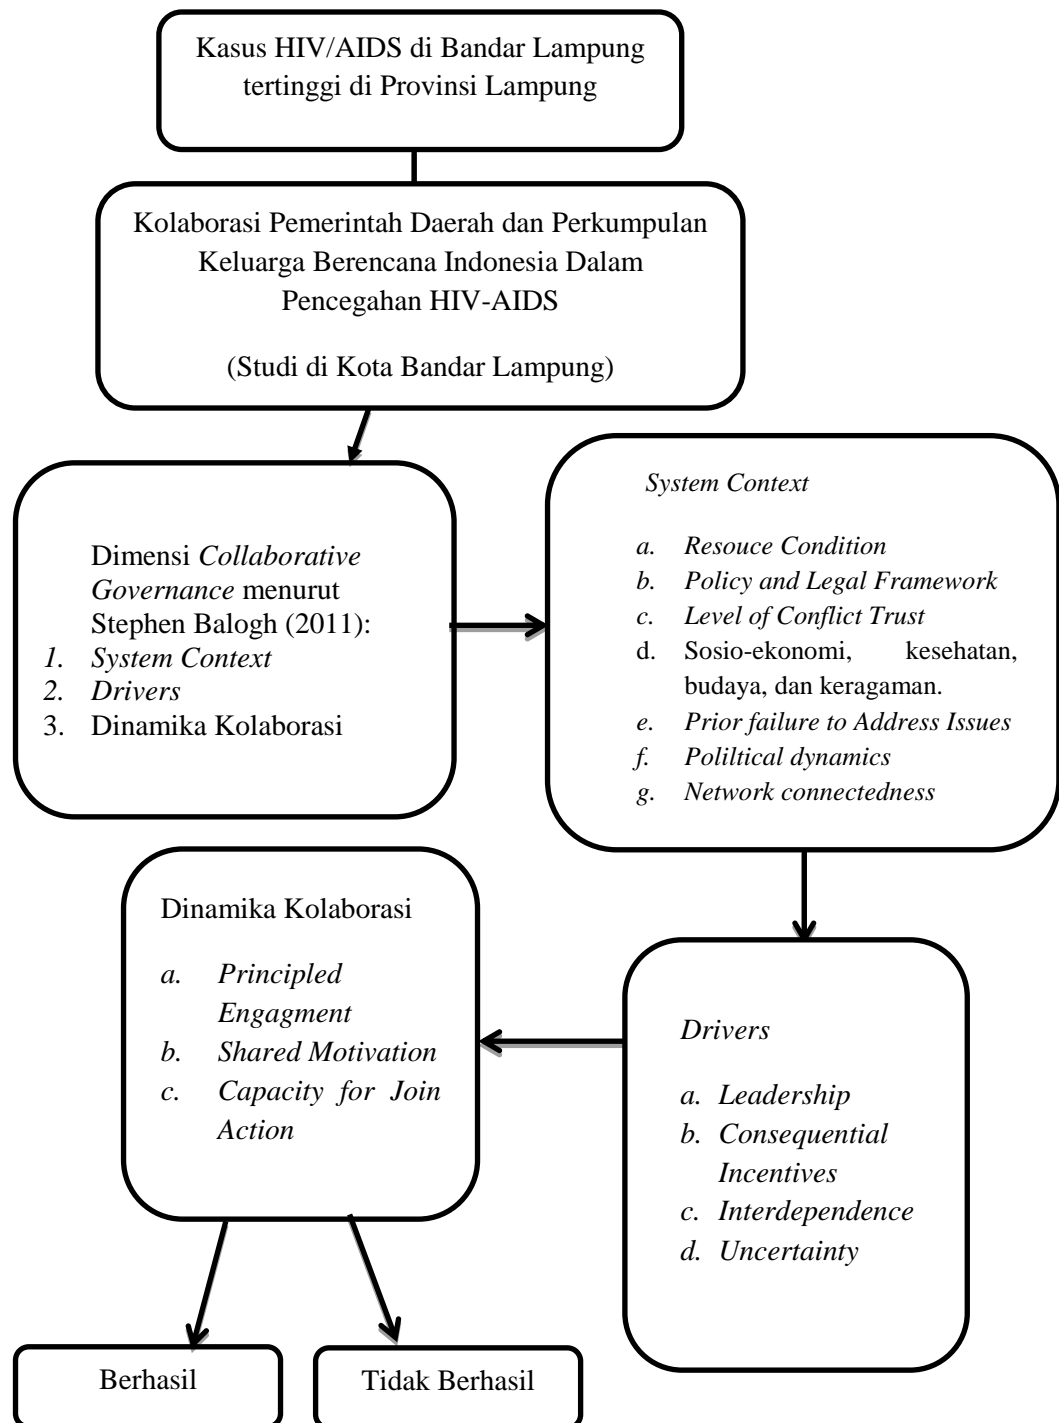 Kasus HIV/AIDS di Bandar Lampung
tertinggi di Provinsi Lampung
Kolaborasi Pemerintah Daerah dan Perkumpulan
Keluarga Berencana Indonesia Dalam
Pencegahan HIV-AIDS
(Studi di Kota Bandar Lampung)
Dimensi Collaborative
Governance menurut
Stephen Balogh (2011):
1. System Context
2. Drivers
3. Dinamika Kolaborasi
System Context
a. Resouce Condition
b. Policy and Legal Framework
c. Level of Conflict Trust
d. Sosio-ekonomi, kesehatan,
budaya, dan keragaman.
e. Prior failure to Address Issues
f. Poliltical dynamics
g. Network connectedness
Drivers
a. Leadership
b. Consequential
Incentives
c. Interdependence
d. Uncertainty
Dinamika Kolaborasi
a. Principled
Engagment
b. Shared Motivation
c. Capacity for Join
Action
Berhasil
Tidak Berhasil